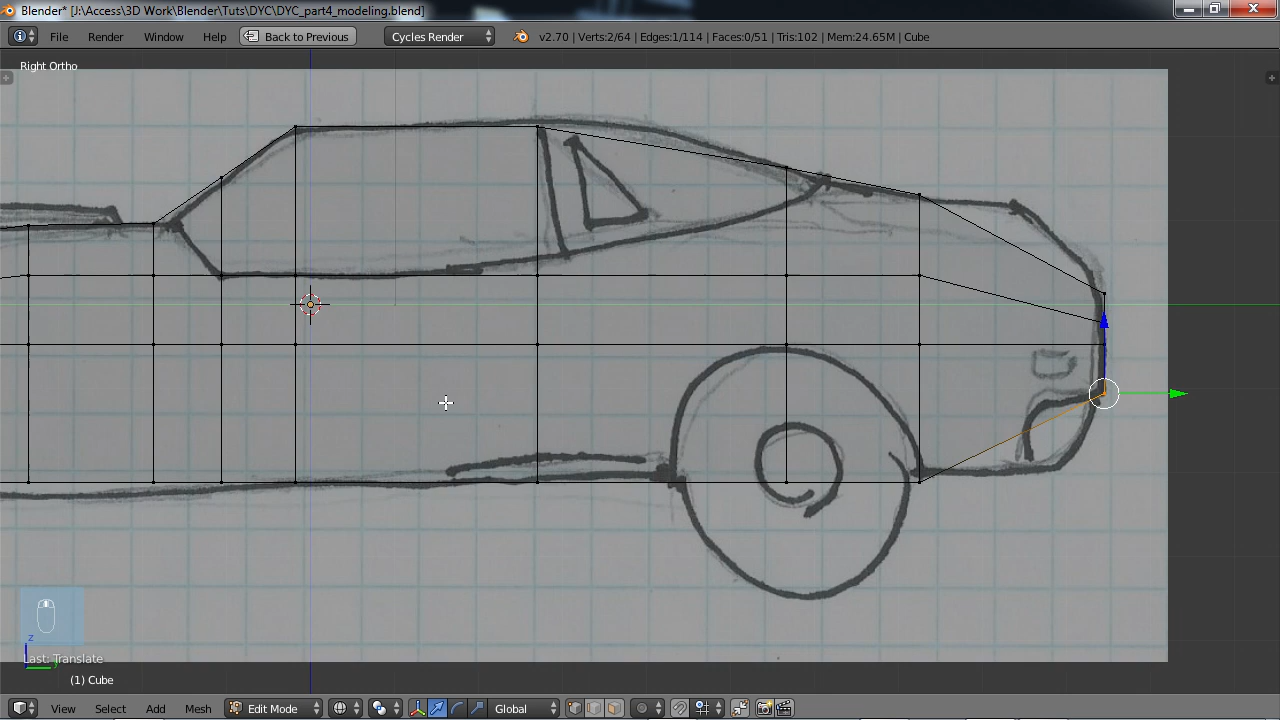 Blender* [J:\Access\3D Work\Blender\Tuts\DYC\DYC_part4_modeling.blend]
File Render Window Help Back to Previous Cycles Render v2.70 | Verts:2/64 | Edges:1/114 | Faces:0/51 | Tris:102 | Mem:24.65M | Cube
Right Ortho
z
Last: Translate
(1) Cube
View Select Add Mesh Edit Mode Global